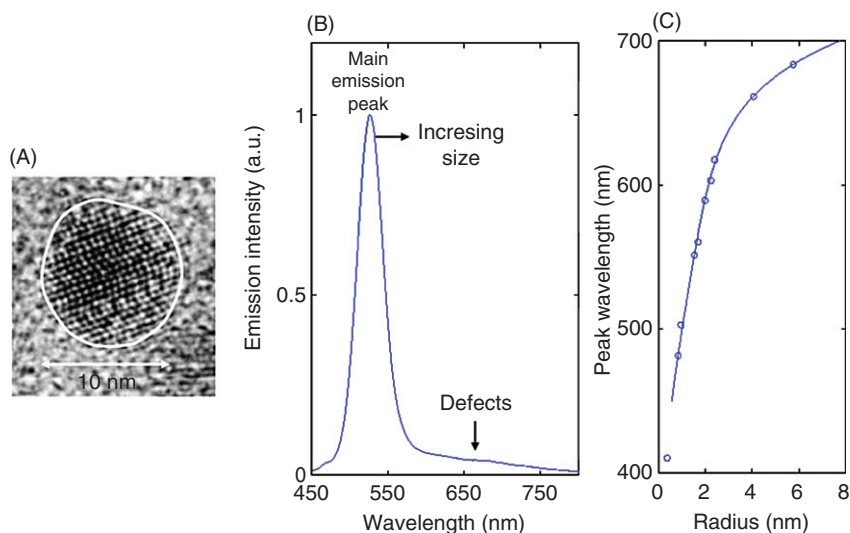 (A)
10 nm
(B)
Main
emission
peak
Incresing
size
Defects
1
0.5
0
450
550
650
750
Emission intensity (a.u.)
Wavelength (nm)
(C)
700
600
500
400
0
2
4
6
8
Peak wavelength (nm)
Radius (nm)